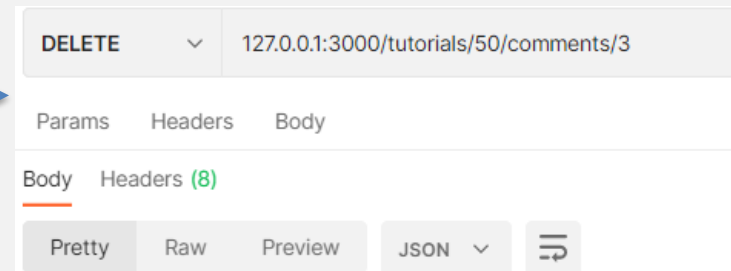 DELETE 127.0.0.1:3000/tutorials/50/comments/3
Params Headers Body
Body Headers (8)
Pretty Raw Preview JSON